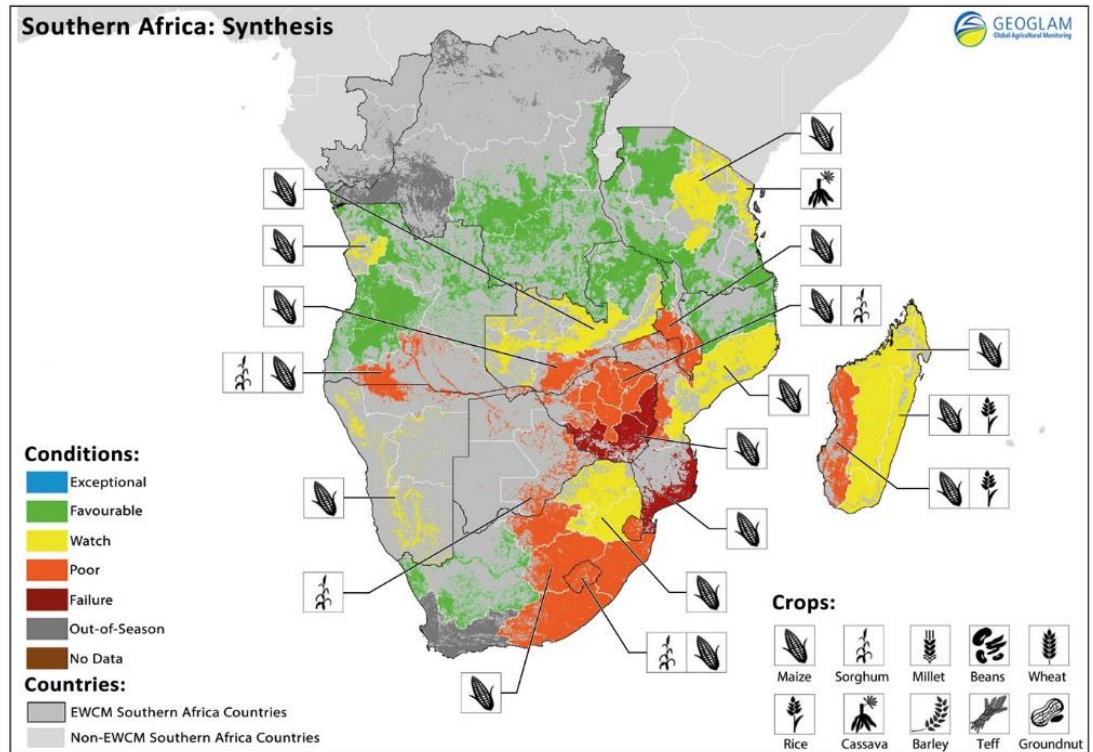 Southern Africa: Synthesis
GEOGLAM
Global Agricultural Monitoring
Conditions:
Exceptional
Favourable
Watch
Poor
Failure
Out-of-Season
No Data
Countries:
EWCM Southern Africa Countries
Non-EWCM Southern Africa Countries
Crops:
Maize Sorghum Millet Beans Wheat
Rice Cassava Barley Teff Groundnut